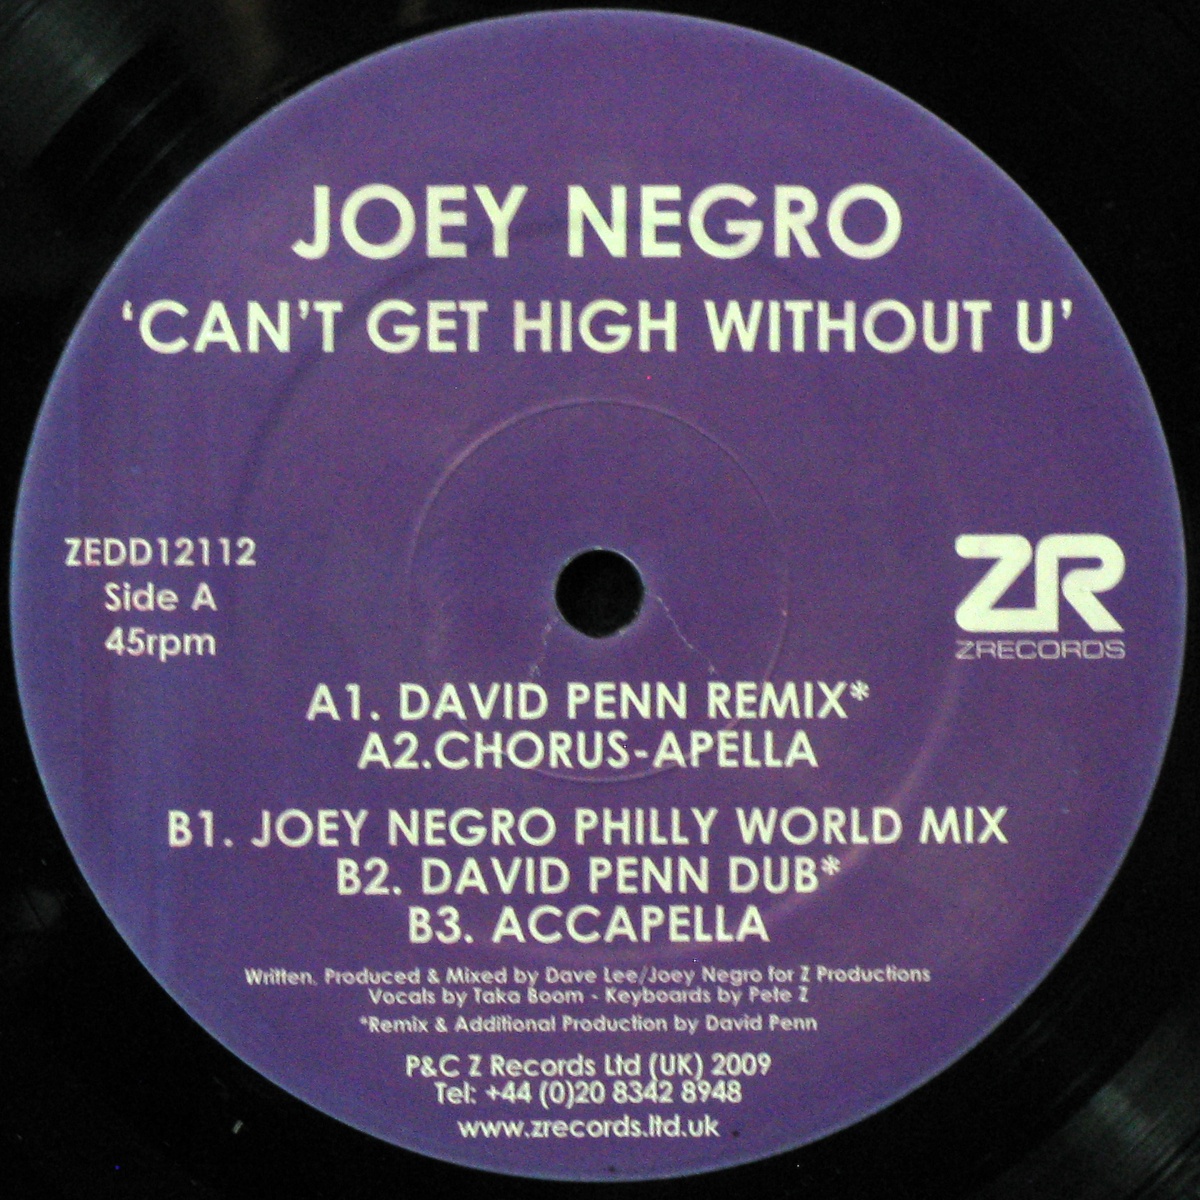 JOEY NEGRO
'CAN'T GET HIGH WITHOUT U'
ZEDD12112
Side A
45rpm
ZR
ZRECORDS
A1. DAVID PENN REMIX*
A2.CHORUS-APELLA
B1. JOEY NEGRO PHILLY WORLD MIX
B2. DAVID PENN DUB*
B3. ACCAPELLA
Written, Produced & Mixed by Dave Lee/Joey Negro for Z Productions
Vocals by Taka Boom - Keyboards by Pete Z
*Remix & Additional Production by David Penn
P&C Z Records Ltd (UK) 2009
Tel: +44 (0)20 8342 8948
www.zrecords.ltd.uk